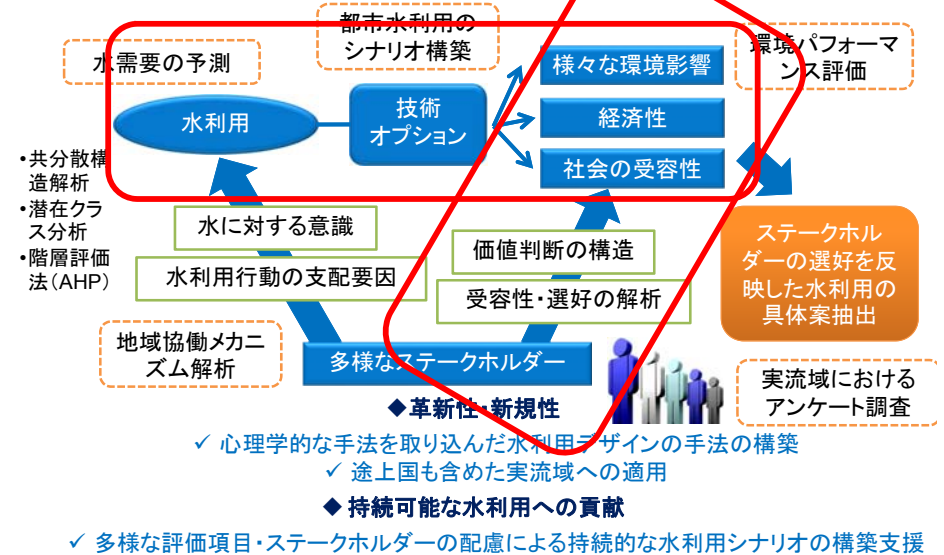 都市水利用の
シナリオ構築
水需要の予測
環境パフォーマ
ンス評価
水利用
技術
オプション
様々な環境影響
経済性
社会の受容性
•共分散構
造解析
•潜在クラ
ス分析
•階層評価
法(AHP)
水に対する意識
水利用行動の支配要因
価値判断の構造
受容性・選好の解析
ステークホル
ダーの選好を反
映した水利用の
具体案抽出
地域協働メカニ
ズム解析
多様なステークホルダー
実流域における
アンケート調査
◆革新性・新規性
✓ 心理学的な手法を取り込んだ水利用デザインの手法の構築
✓ 途上国も含めた実流域への適用
◆ 持続可能な水利用への貢献
✓ 多様な評価項目・ステークホルダーの配慮による持続的な水利用シナリオの構築支援